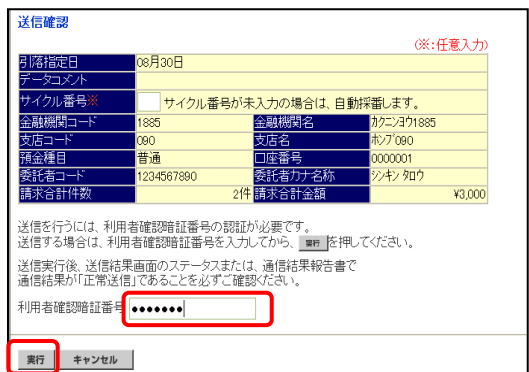 送信確認
(※:任意入力)
引落指定日 08月30日
データコメント
サイクル番号※ サイクル番号が未入力の場合は、自動採番します。
金融機関コード 1885 金融機関名 ｶｸﾆﾝﾖｳ1885
支店コード 090 支店名 ﾎﾝﾌﾞ090
預金種目 普通 口座番号 0000001
委託者コード 1234567890 委託者カナ名称 ｼﾝｷﾝ ﾀﾛｳ
請求合計件数 2件 請求合計金額 ¥3,000
送信を行うには、利用者確認暗証番号の認証が必要です。
送信する場合は、利用者確認暗証番号を入力してから、 実行 を押してください。
送信実行後、送信結果画面のステータスまたは、通信結果報告書で
通信結果が「正常送信」であることを必ずご確認ください。
利用者確認暗証番号 ●●●●●●●
実行 キャンセル